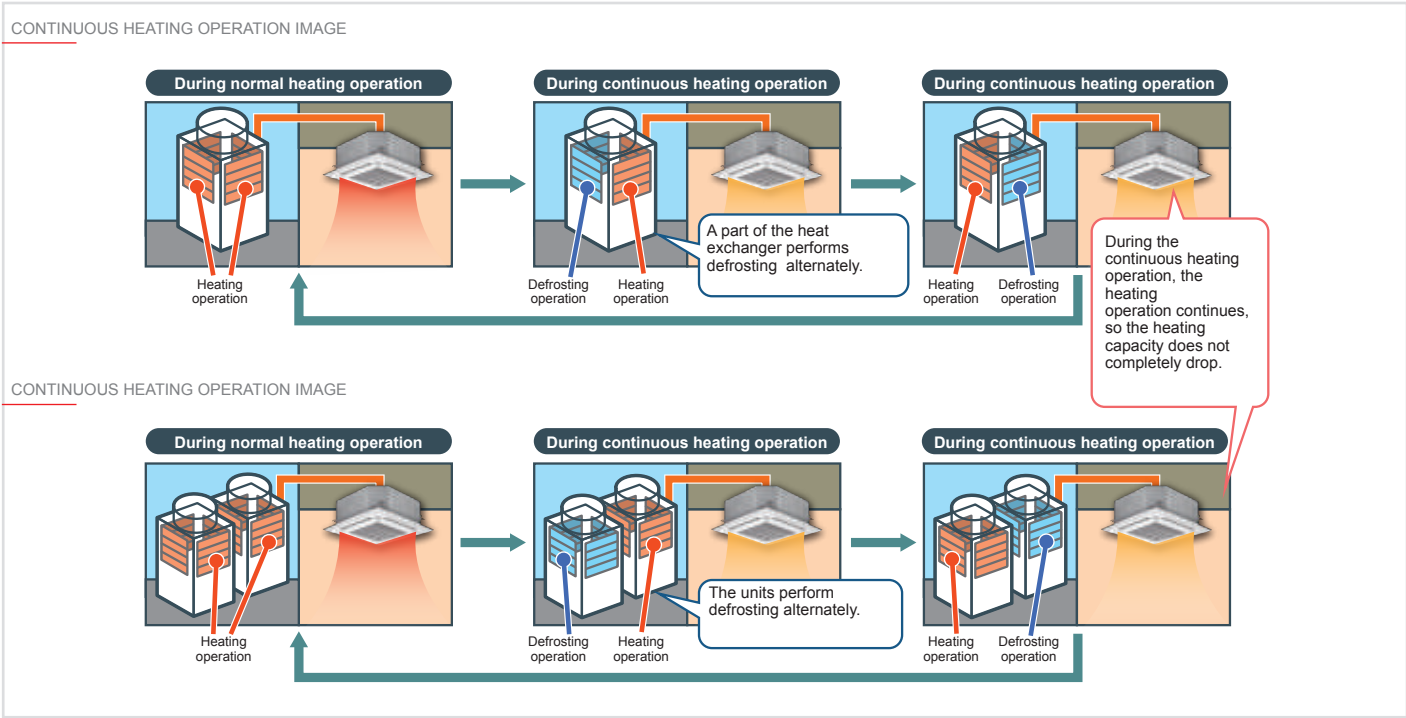 CONTINUOUS HEATING OPERATION IMAGE
During normal heating operation
During continuous heating operation
During continuous heating operation
Heating
operation
Defrosting
operation
Heating
operation
A part of the heat
exchanger performs
defrosting alternately.
Heating
operation
Defrosting
operation
During the
continuous heating
operation, the
heating
operation continues,
so the heating
capacity does not
completely drop.
CONTINUOUS HEATING OPERATION IMAGE
During normal heating operation
During continuous heating operation
During continuous heating operation
Heating
operation
Defrosting
operation
Heating
operation
The units perform
defrosting alternately.
Heating
operation
Defrosting
operation